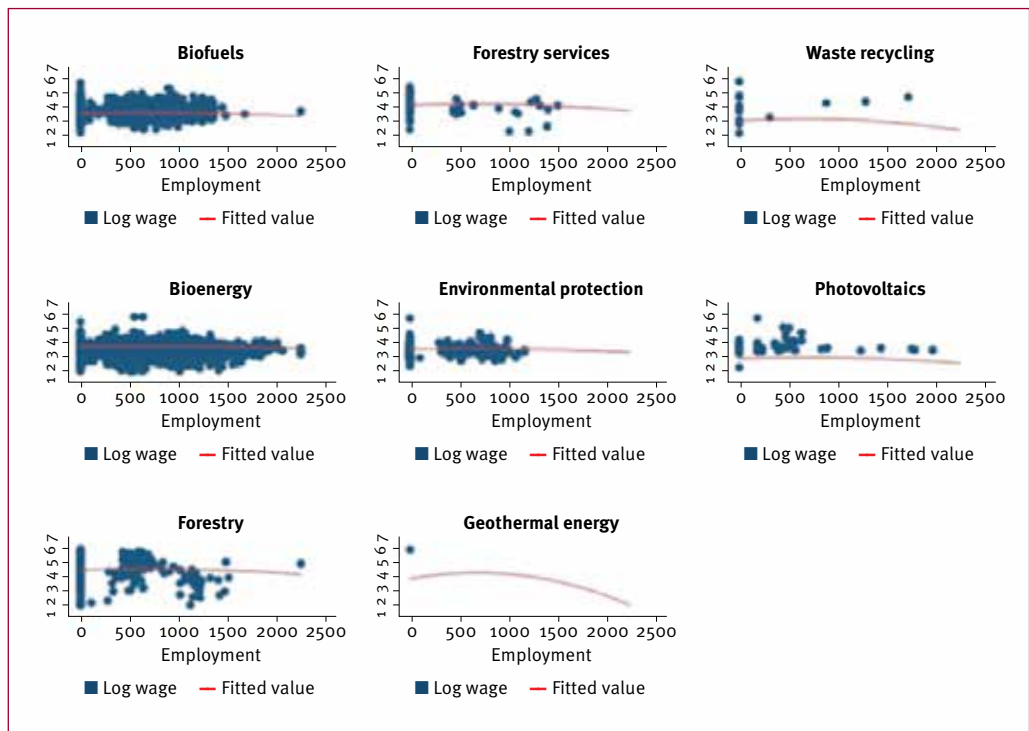 Biofuels
1 2 3 4 5 6 7
0 500 1000 1500 2000 2500
Employment
Log wage Fitted value
Forestry services
1 2 3 4 5 6 7
0 500 1000 1500 2000 2500
Employment
Log wage Fitted value
Waste recycling
1 2 3 4 5 6 7
0 500 1000 1500 2000 2500
Employment
Log wage Fitted value
Bioenergy
1 2 3 4 5 6 7
0 500 1000 1500 2000 2500
Employment
Log wage Fitted value
Environmental protection
1 2 3 4 5 6 7
0 500 1000 1500 2000 2500
Employment
Log wage Fitted value
Photovoltaics
1 2 3 4 5 6 7
0 500 1000 1500 2000 2500
Employment
Log wage Fitted value
Forestry
1 2 3 4 5 6 7
0 500 1000 1500 2000 2500
Employment
Log wage Fitted value
Geothermal energy
1 2 3 4 5 6 7
0 500 1000 1500 2000 2500
Employment
Log wage Fitted value